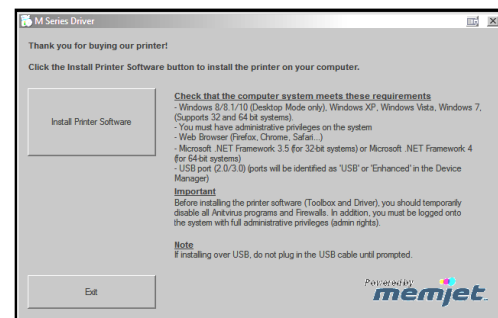 M Series Driver
Thank you for buying our printer!
Click the Install Printer Software button to install the printer on your computer.
Install Printer Software
Check that the computer system meets these requirements
- Windows 8/8.1/10 (Desktop Mode only), Windows XP, Windows Vista, Windows 7,
(Supports 32 and 64 bit systems).
- You must have administrative privileges on the system
- Web Browser (Firefox, Chrome, Safari...)
- Microsoft .NET Framework 3.5 (for 32-bit systems) or Microsoft .NET Framework 4
(for 64-bit systems)
- USB port (2.0/3.0) (ports will be identified as 'USB' or 'Enhanced' in the Device
Manager)
Important
Before installing the printer software (Toolbox and Driver), you should temporarily
disable all Antivirus programs and Firewalls. In addition, you must be logged onto
the system with full administrative privileges (admin rights).
Note
If installing over USB, do not plug in the USB cable until prompted.
Exit
Powered by
memjet